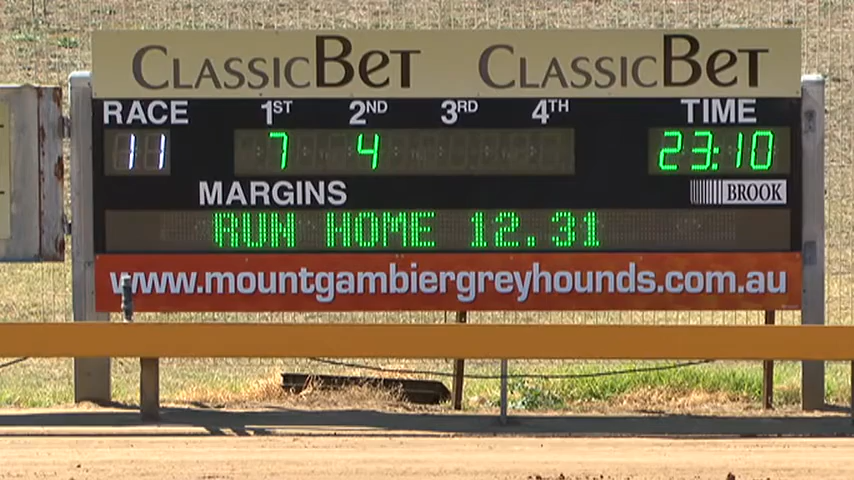 CLASSICBET CLASSICBET
RACE 1ST 2ND 3RD 4TH TIME
11 7 4 23:10
MARGINS BROOK
RUN HOME 12.31
www.mountgambiergreyhounds.com.au